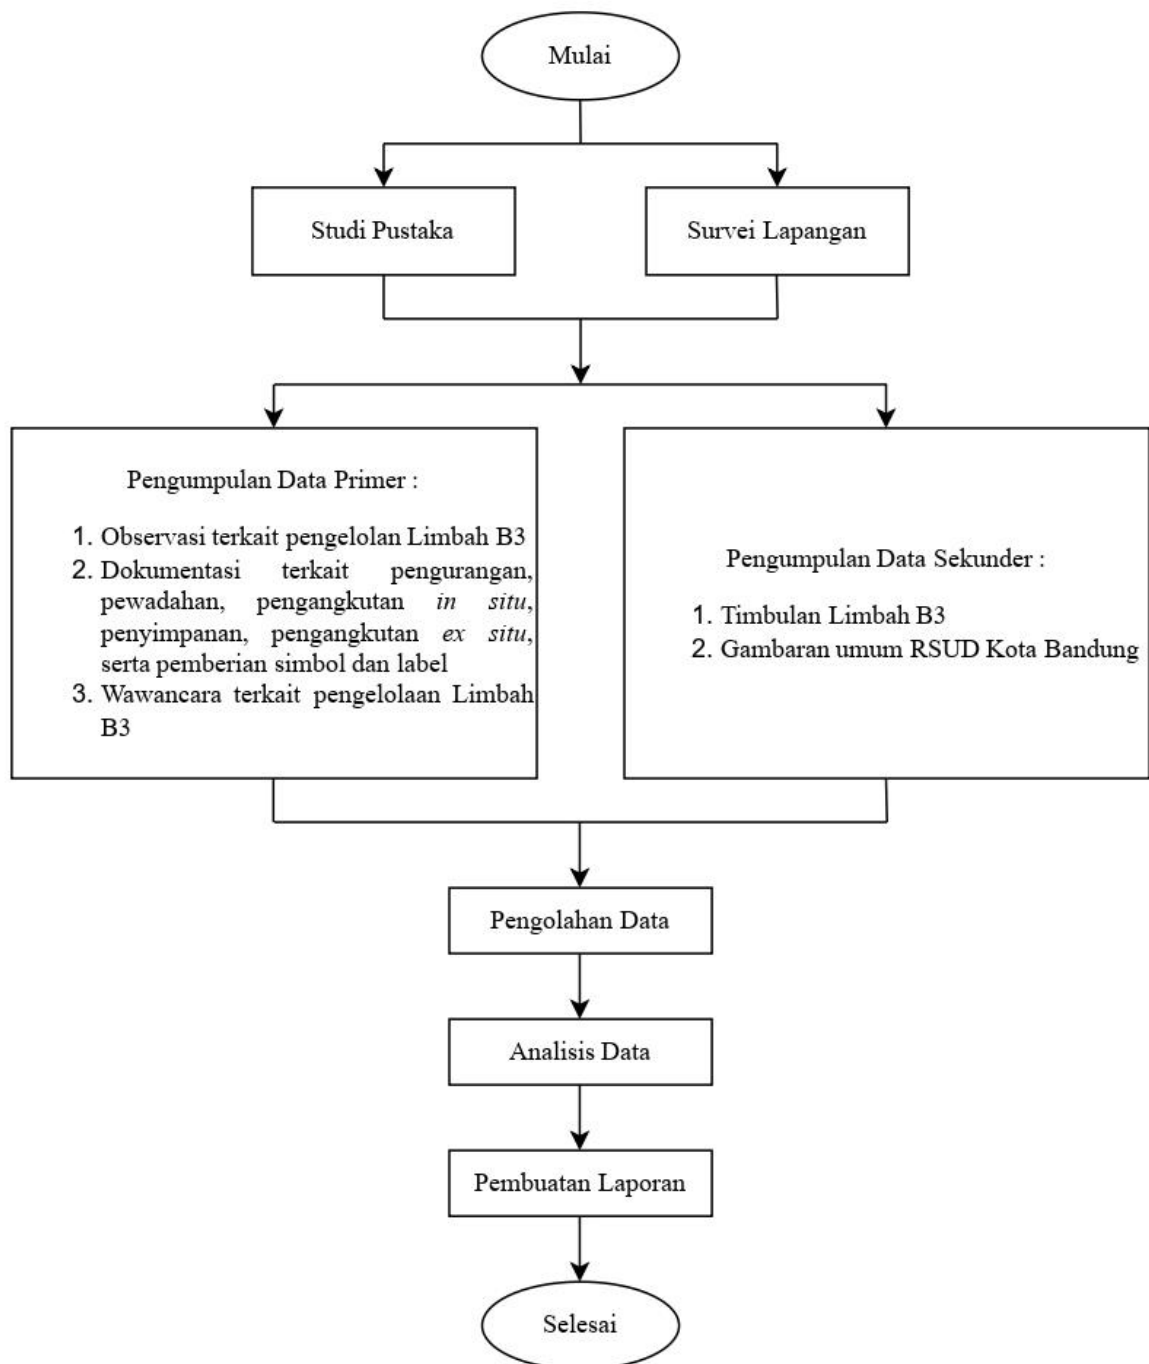 Mulai
Studi Pustaka
Survei Lapangan
Pengumpulan Data Primer :
1. Observasi terkait pengelolan Limbah B3
2. Dokumentasi terkait pengurangan,
pewadahan, pengangkutan in situ,
penyimpanan, pengangkutan ex situ,
serta pemberian simbol dan label
3. Wawancara terkait pengelolaan Limbah
B3
Pengumpulan Data Sekunder :
1. Timbulan Limbah B3
2. Gambaran umum RSUD Kota Bandung
Pengolahan Data
Analisis Data
Pembuatan Laporan
Selesai